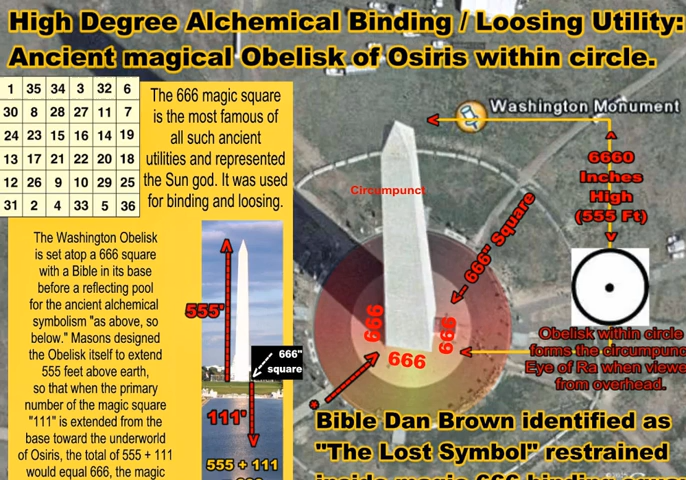 High Degree Alchemical Binding / Loosing Utility:
Ancient magical Obelisk of Osiris within circle.
1 35 34 3 32 6
30 8 28 27 11 7
24 23 15 16 14 19
13 17 21 22 20 18
12 26 9 10 29 25
31 2 4 33 5 36
The 666 magic square
is the most famous of
all such ancient
utilities and represented
the Sun god. It was used
for binding and loosing.
The Washington Obelisk
is set atop a 666 square
with a Bible in its base
before a reflecting pool
for the ancient alchemical
symbolism "as above, so
below." Masons designed
the Obelisk itself to extend
555 feet above earth,
so that when the primary
number of the magic square
"111" is extended from the
base toward the underworld
of Osiris, the total of 555 + 111
would equal 666, the magic
555'
666"
square
111'
555 + 111
Washington Monument
Circumpunct
6660
Inches
High
(555 Ft)
666" Square
666
666
666
Obelisk within circle
forms the circumpunc
Eye of Ra when viewe
from overhead.
*
Bible Dan Brown identified as
"The Lost Symbol" restrained
inside magic 666 binding